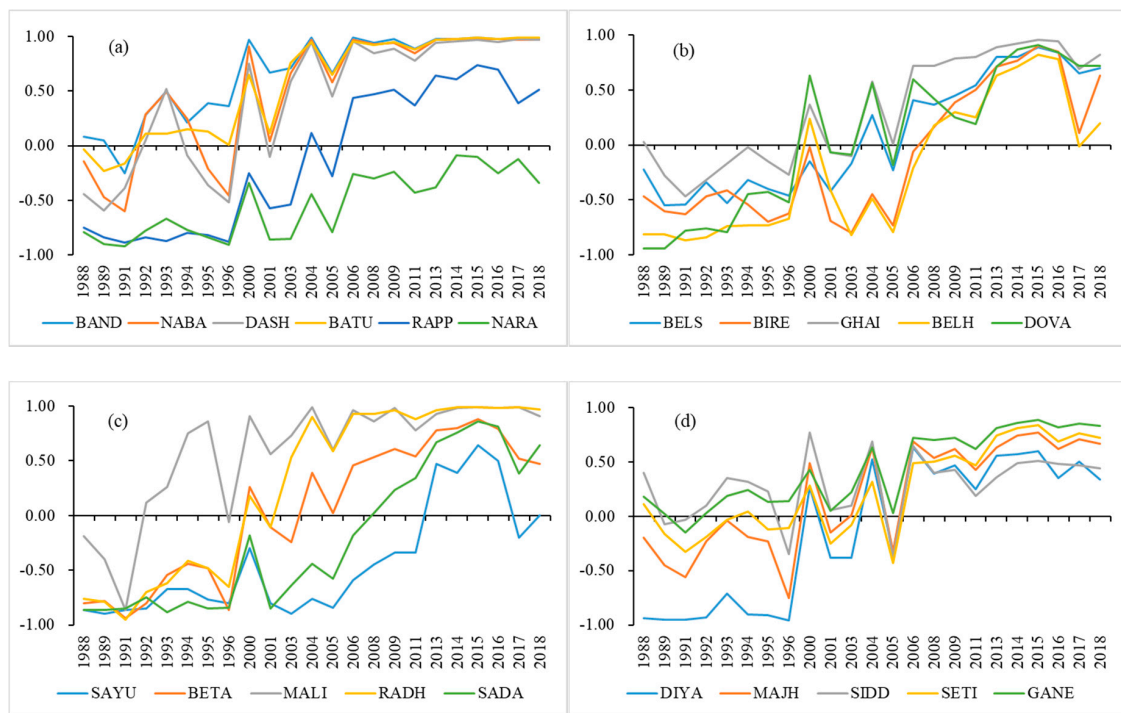 (a)
1.00
0.50
0.00
-0.50
-1.00
1988 1989 1991 1992 1993 1994 1995 1996 2000 2001 2003 2004 2005 2006 2008 2009 2011 2013 2014 2015 2016 2017 2018
BAND NABA DASH BATU RAPP NARA
(b)
1.00
0.50
0.00
-0.50
-1.00
1988 1989 1991 1992 1993 1994 1995 1996 2000 2001 2003 2004 2005 2006 2008 2009 2011 2013 2014 2015 2016 2017 2018
BELS BIRE GHAI BELH DOVA
(c)
1.00
0.50
0.00
-0.50
-1.00
1988 1989 1991 1992 1993 1994 1995 1996 2000 2001 2003 2004 2005 2006 2008 2009 2011 2013 2014 2015 2016 2017 2018
SAYU BETA MALI RADH SADA
(d)
1.00
0.50
0.00
-0.50
-1.00
1988 1989 1991 1992 1993 1994 1995 1996 2000 2001 2003 2004 2005 2006 2008 2009 2011 2013 2014 2015 2016 2017 2018
DIYA MAJH SIDD SETI GANE